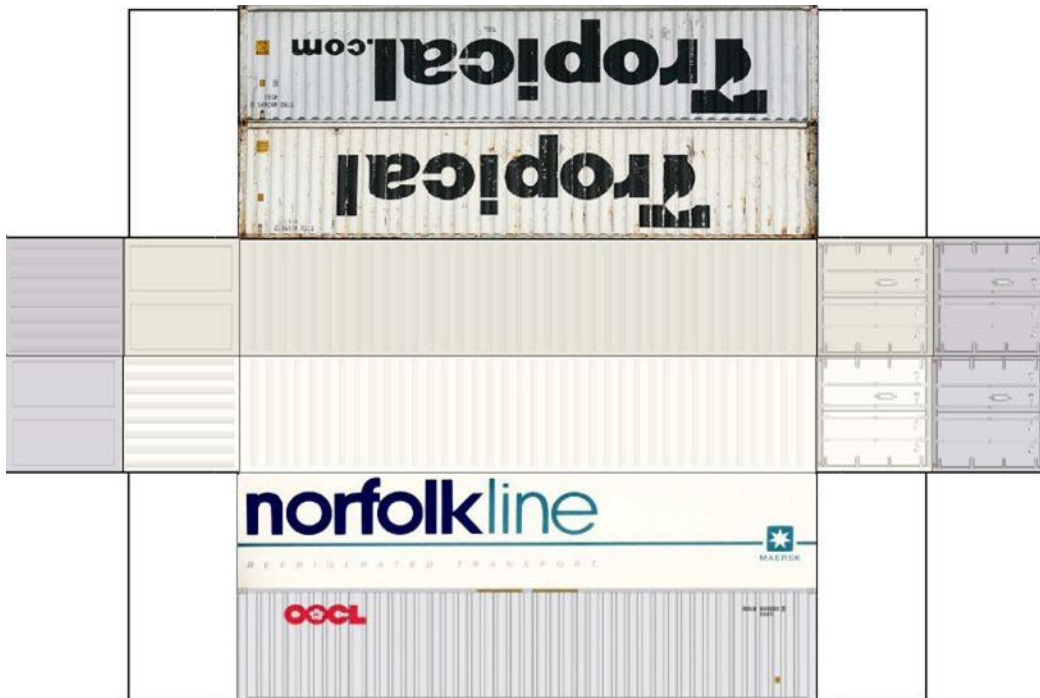 Tropical.com
Tropical
norfolkline
MAERSK
REFRIGERATED TRANSPORT
OOCL